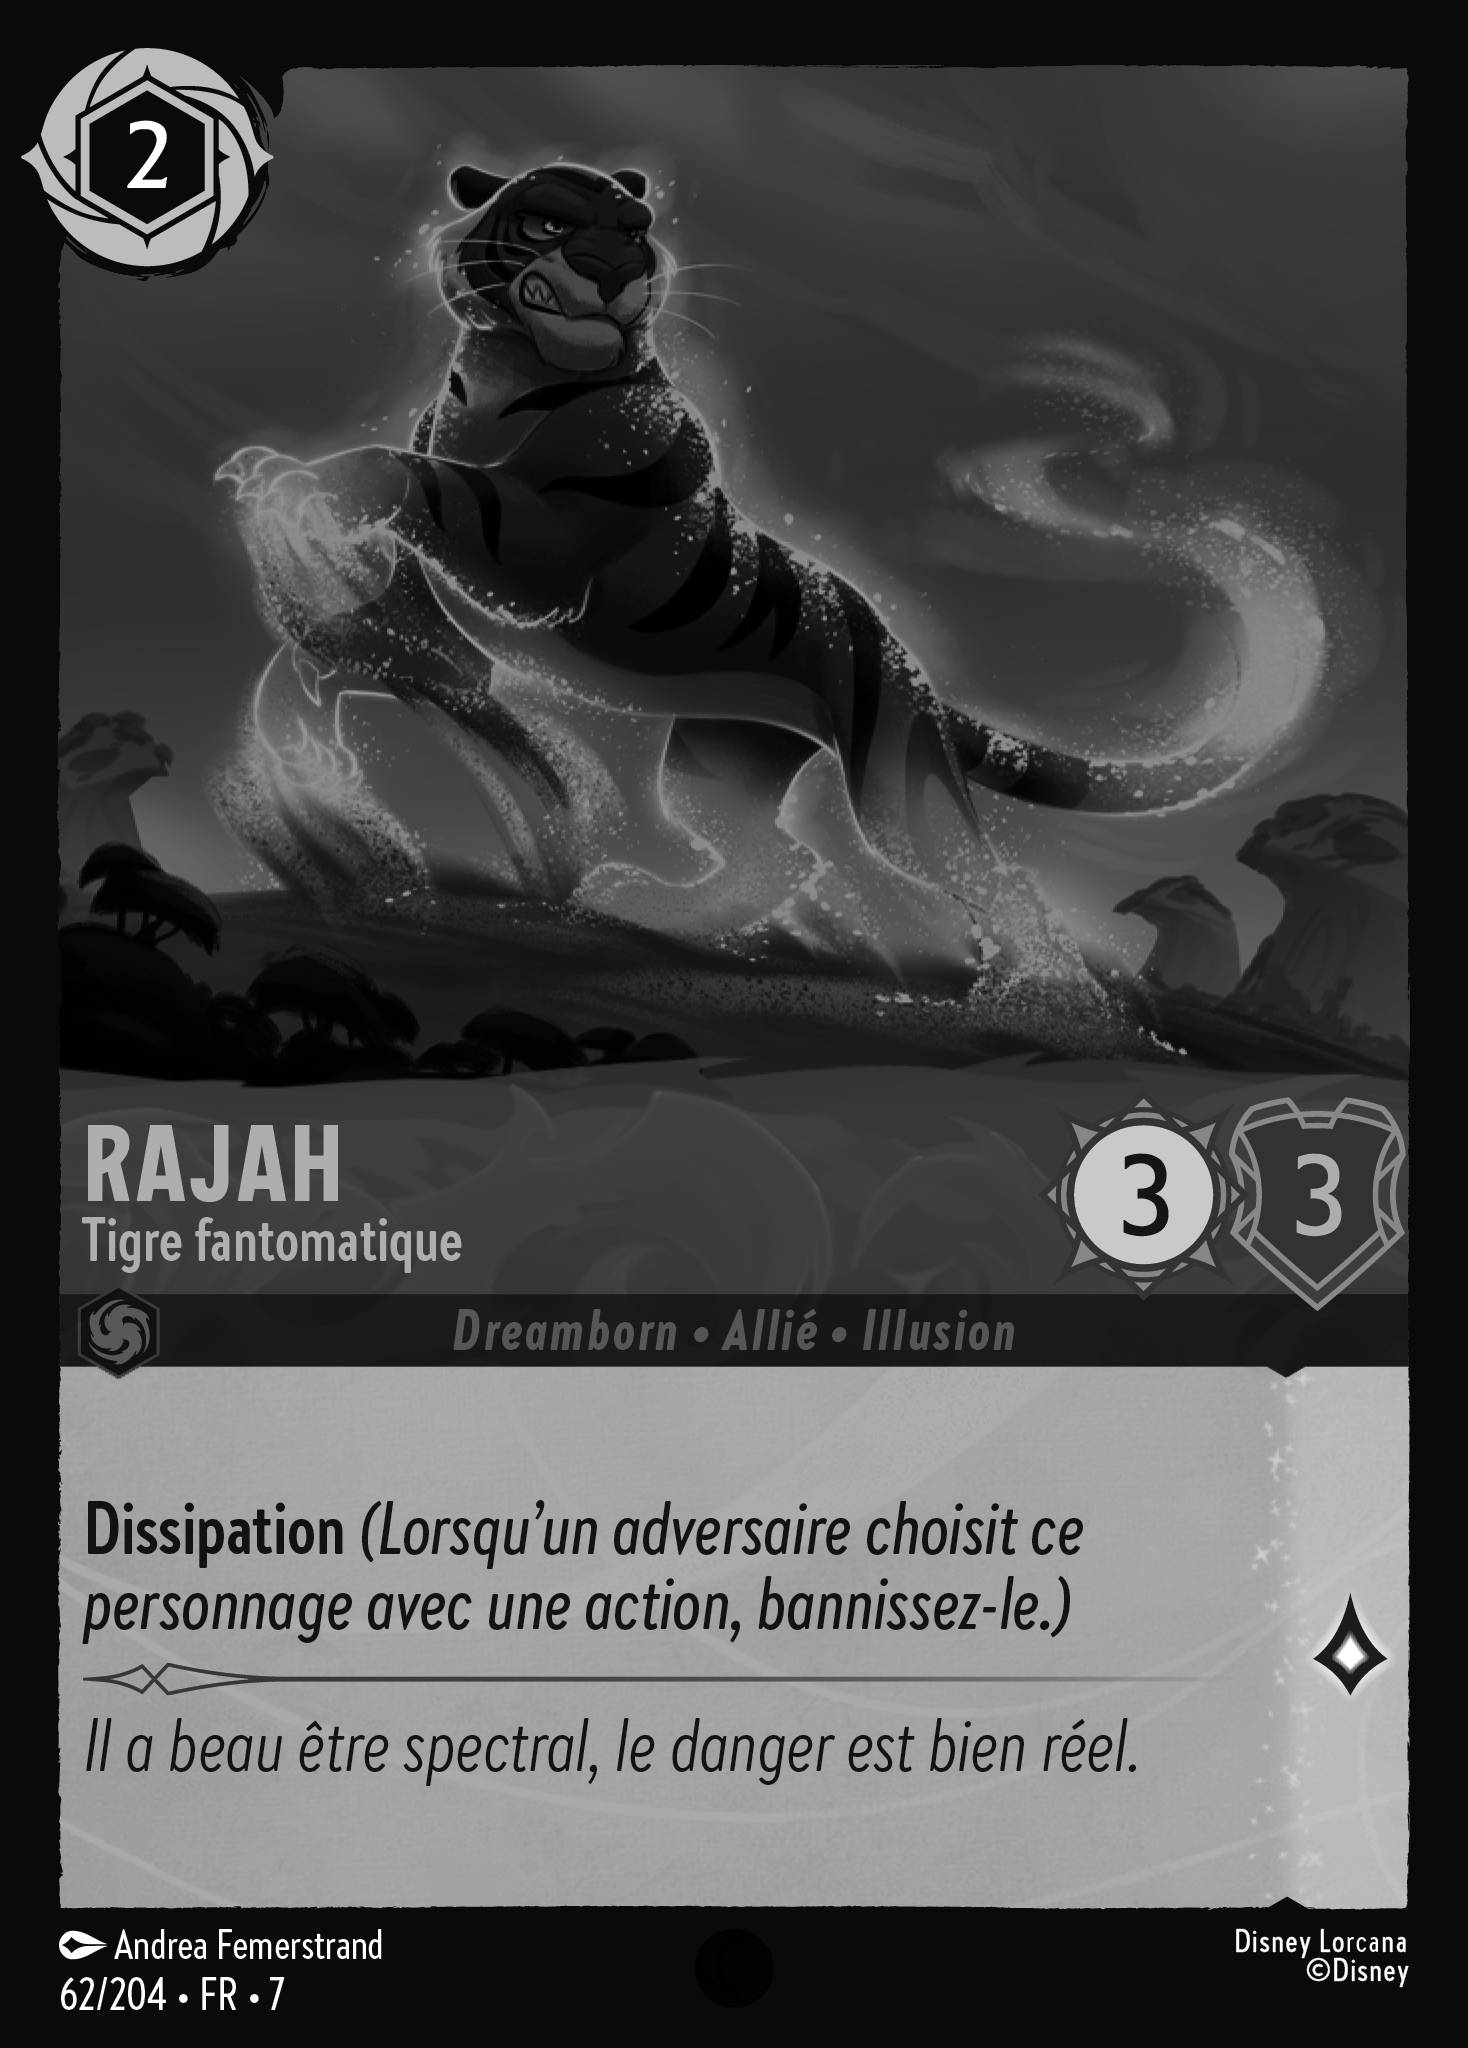 2
RAJAH
Tigre fantomatique
3 3
Dreamborn • Allié • Illusion
Dissipation (Lorsqu’un adversaire choisit ce
personnage avec une action, bannissez-le.)
Il a beau être spectral, le danger est bien réel.
Andrea Femerstrand
62/204 • FR • 7
Disney Lorcana
©Disney